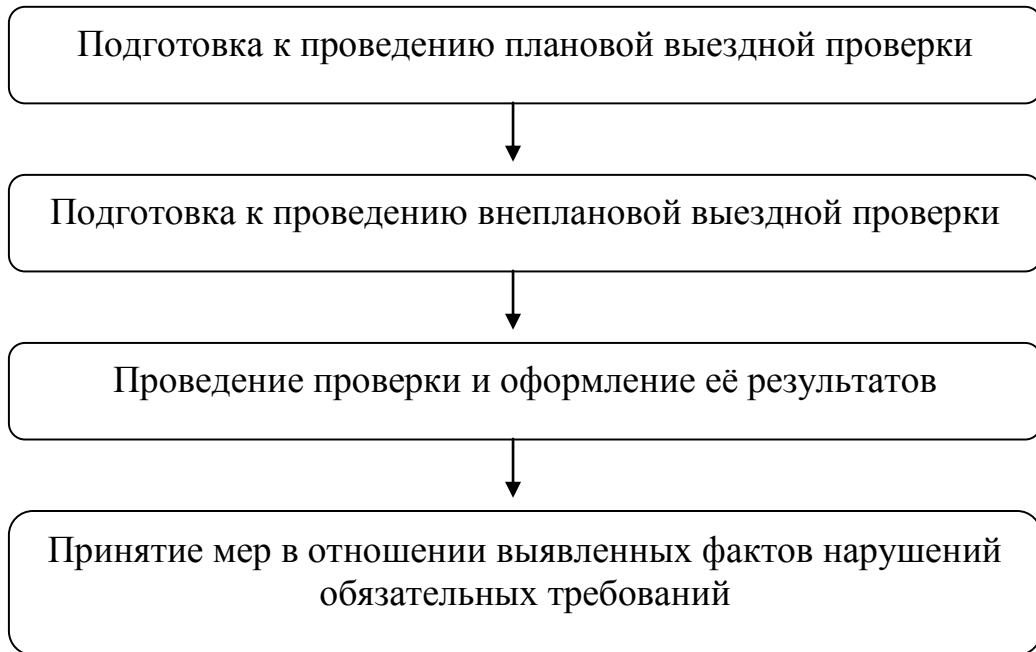 Подготовка к проведению плановой выездной проверки
Подготовка к проведению внеплановой выездной проверки
Проведение проверки и оформление её результатов
Принятие мер в отношении выявленных фактов нарушений
обязательных требований